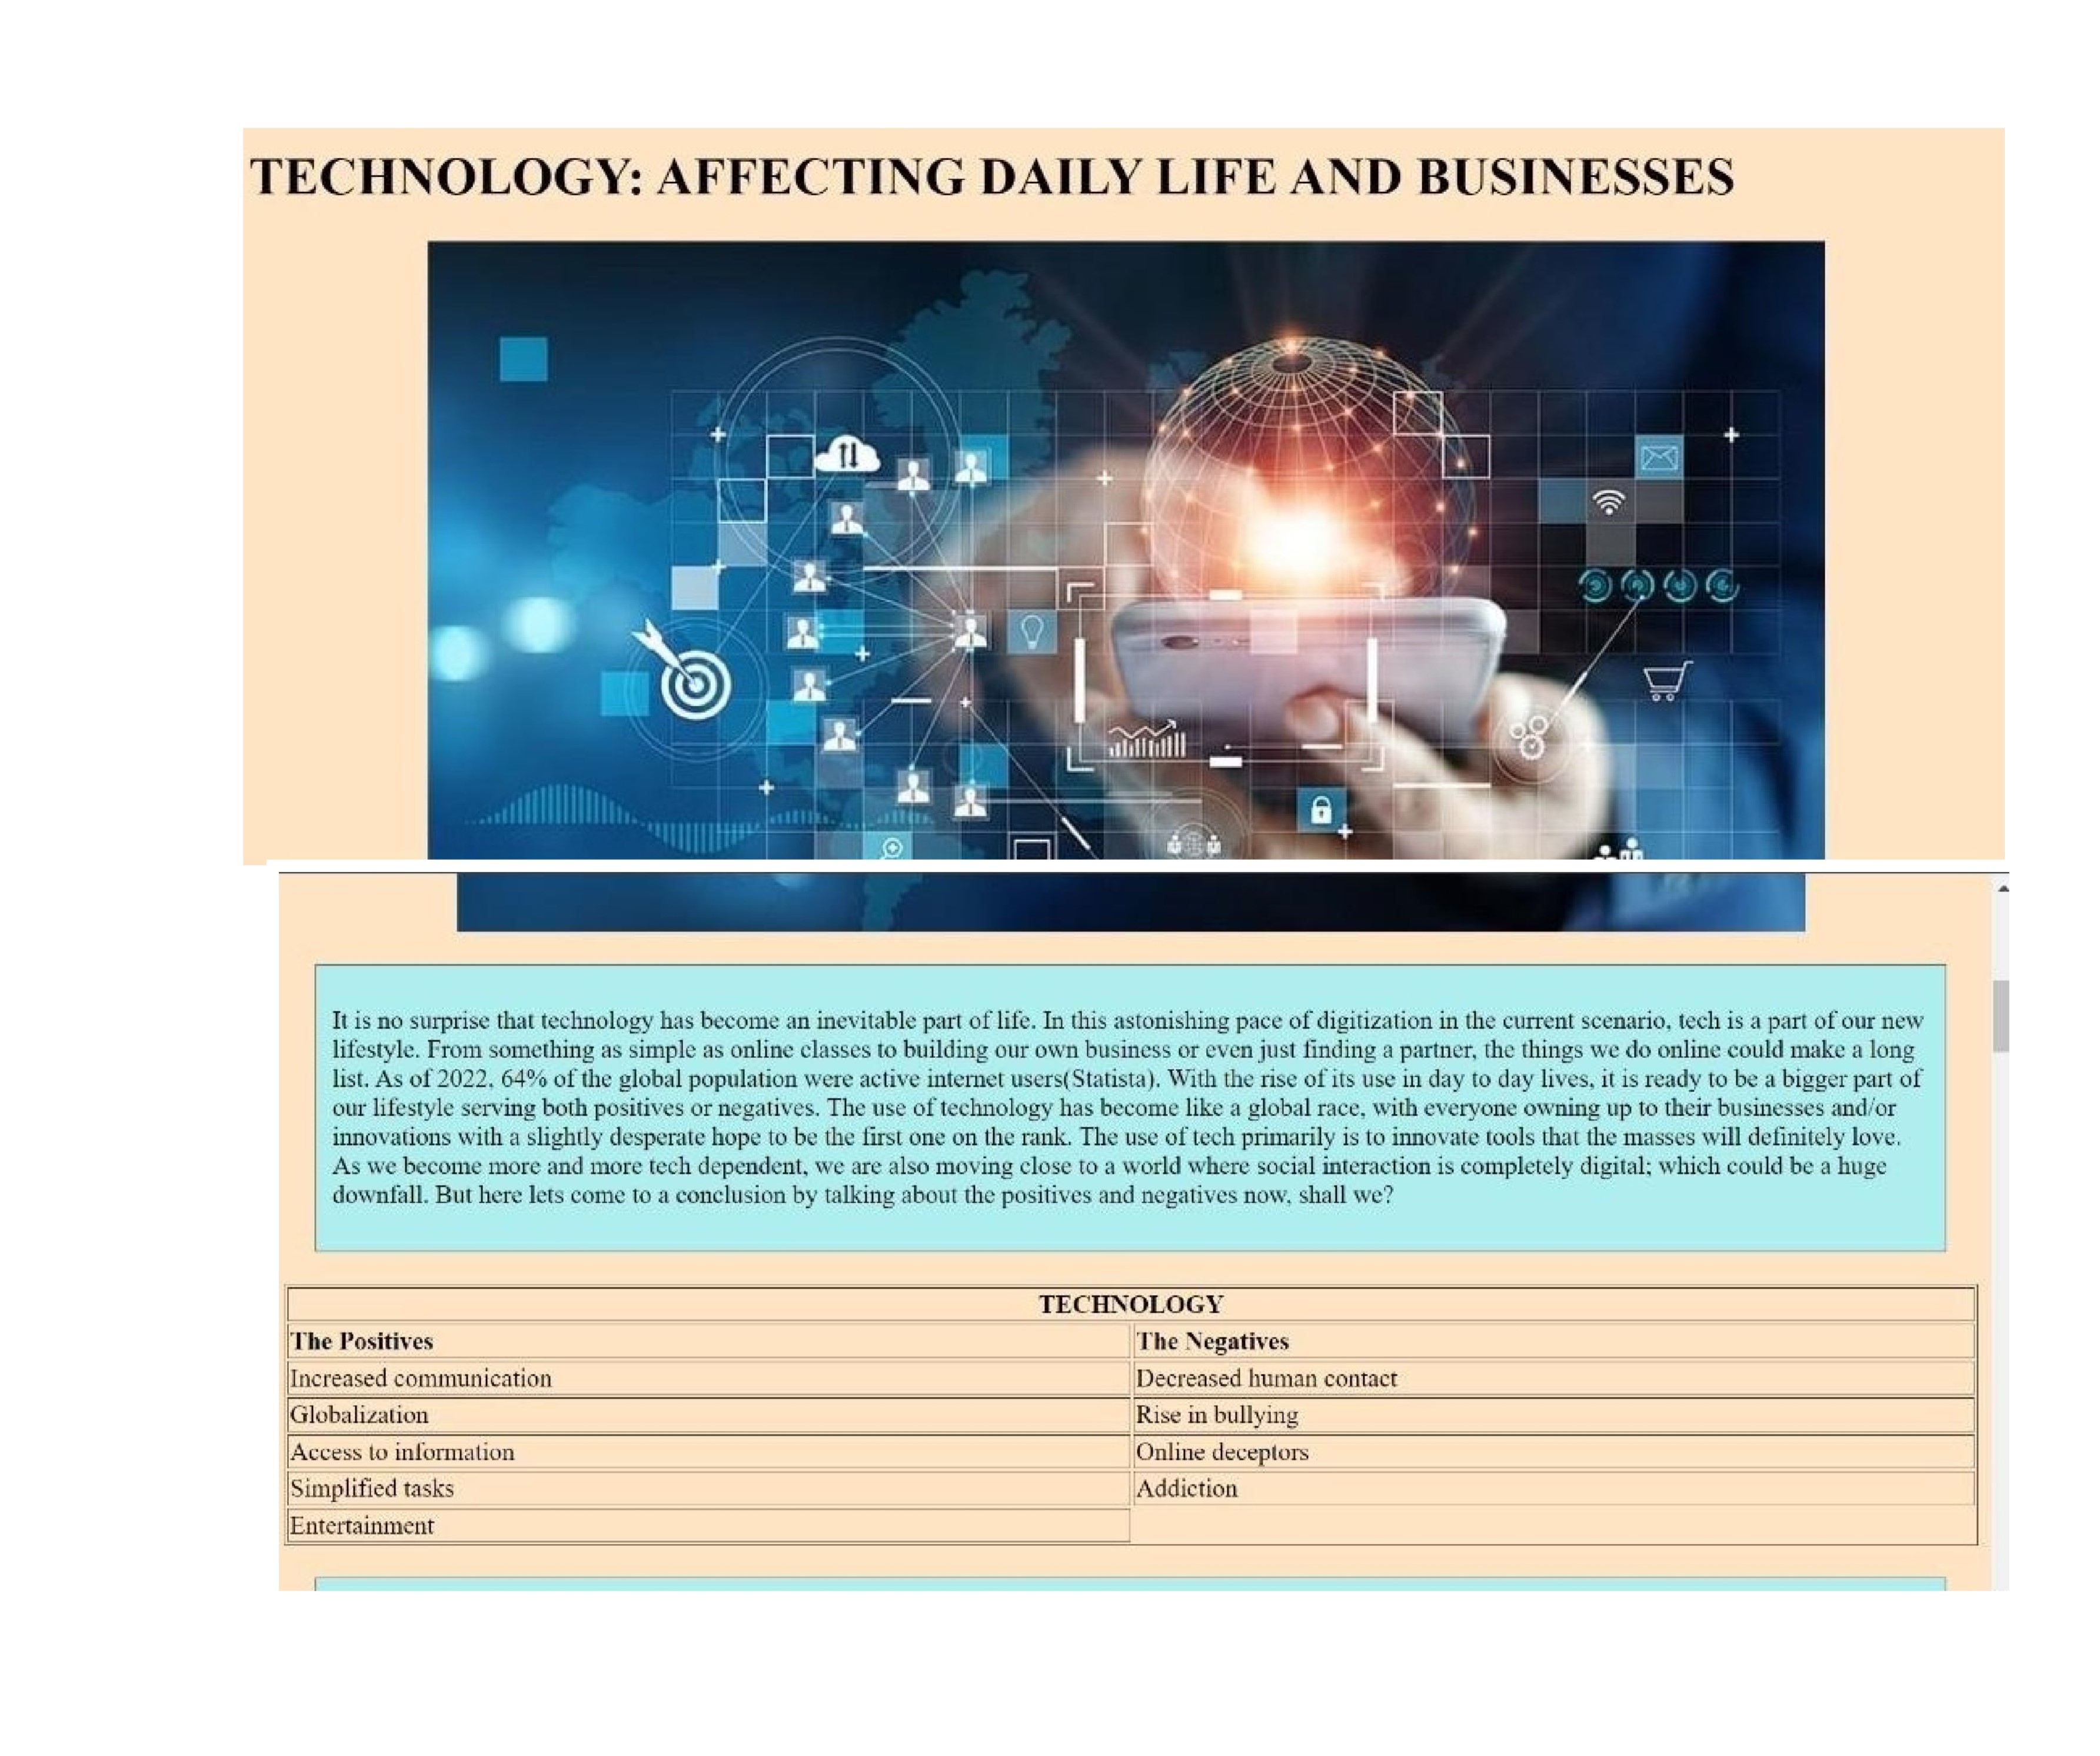 TECHNOLOGY: AFFECTING DAILY LIFE AND BUSINESSES
It is no surprise that technology has become an inevitable part of life. In this astonishing pace of digitization in the current scenario, tech is a part of our new
lifestyle. From something as simple as online classes to building our own business or even just finding a partner, the things we do online could make a long
list. As of 2022, 64% of the global population were active internet users(Statista). With the rise of its use in day to day lives, it is ready to be a bigger part of
our lifestyle serving both positives or negatives. The use of technology has become like a global race, with everyone owning up to their businesses and/or
innovations with a slightly desperate hope to be the first one on the rank. The use of tech primarily is to innovate tools that the masses will definitely love.
As we become more and more tech dependent, we are also moving close to a world where social interaction is completely digital; which could be a huge
downfall. But here lets come to a conclusion by talking about the positives and negatives now, shall we?
TECHNOLOGY
The Positives The Negatives
Increased communication Decreased human contact
Globalization Rise in bullying
Access to information Online deceptors
Simplified tasks Addiction
Entertainment